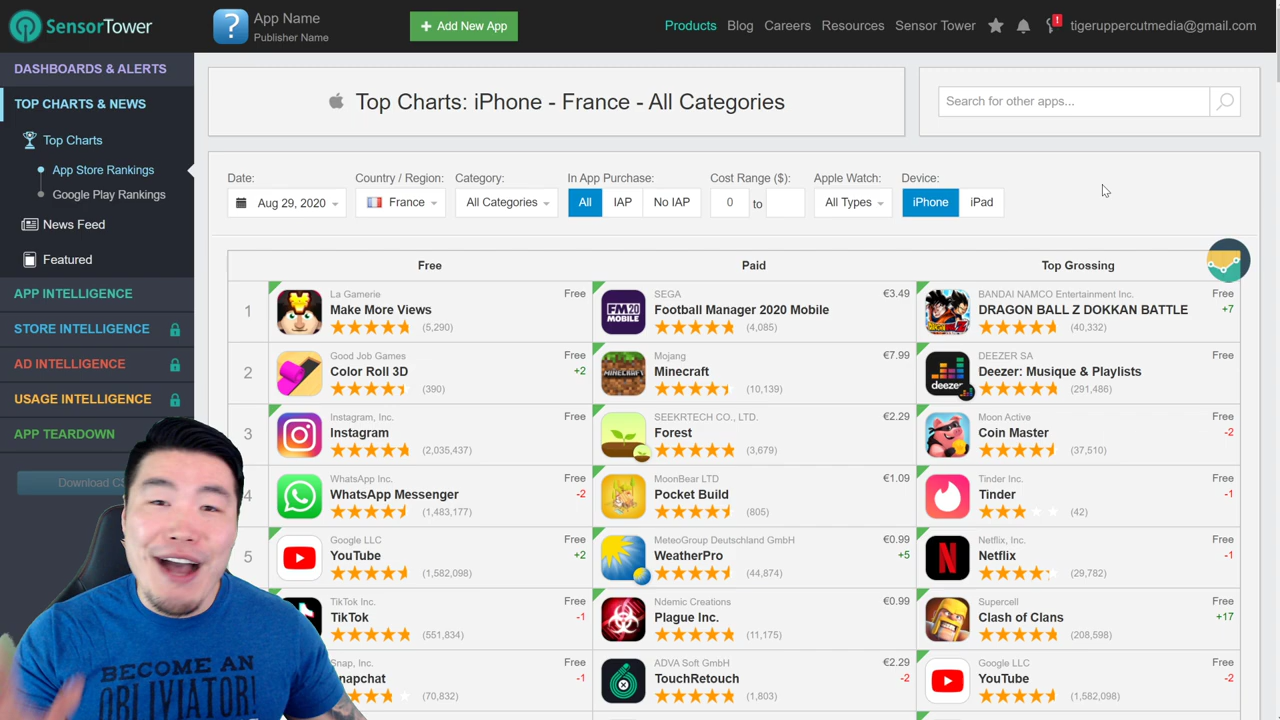 SensorTower
?
App Name
Publisher Name
+ Add New App
Products Blog Careers Resources Sensor Tower 1 tigeruppercutmedia@gmail.com
DASHBOARDS & ALERTS
TOP CHARTS & NEWS
Top Charts
App Store Rankings
Google Play Rankings
News Feed
Featured
APP INTELLIGENCE
STORE INTELLIGENCE
AD INTELLIGENCE
USAGE INTELLIGENCE
APP TEARDOWN
Download CS
Top Charts: iPhone - France - All Categories
Search for other apps...
Date: Country / Region: Category: In App Purchase: Cost Range ($): Apple Watch: Device:
Aug 29, 2020 France All Categories All IAP No IAP 0 to All Types iPhone iPad
Free Paid Top Grossing
1
La Gamerie Free
Make More Views
(5,290)
SEGA €3.49
FM20
MOBILE
Football Manager 2020 Mobile
(4,085)
BANDAI NAMCO Entertainment Inc. Free
DRAGON BALL Z DOKKAN BATTLE +7
(40,332)
2
Good Job Games Free
Color Roll 3D +2
(390)
Mojang €7.99
MINECRAFT
Minecraft
(10,139)
DEEZER SA Free
deezer
Deezer: Musique & Playlists
(291,486)
3
Instagram, Inc. Free
Instagram
(2,035,437)
SEEKRTECH CO., LTD. €2.29
Forest
(3,679)
Moon Active Free
Coin Master -2
(37,510)
4
WhatsApp Inc. Free
WhatsApp Messenger -2
(1,483,177)
MoonBear LTD €1.09
Pocket Build
(805)
Tinder Inc. Free
Tinder -1
(42)
5
Google LLC Free
YouTube +2
(1,582,098)
MeteoGroup Deutschland GmbH €0.99
WeatherPro +5
(44,874)
Netflix, Inc. Free
N
Netflix -1
(29,782)
TikTok Inc. Free
TikTok -1
(551,834)
Ndemic Creations €0.99
Plague Inc.
(11,175)
Supercell Free
Clash of Clans +17
(208,598)
Snap, Inc. Free
napchat -1
(70,832)
ADVA Soft GmbH €2.29
TouchRetouch -2
(1,803)
Google LLC Free
YouTube -2
(1,582,098)
BECOME AN
OBLIVIATOR